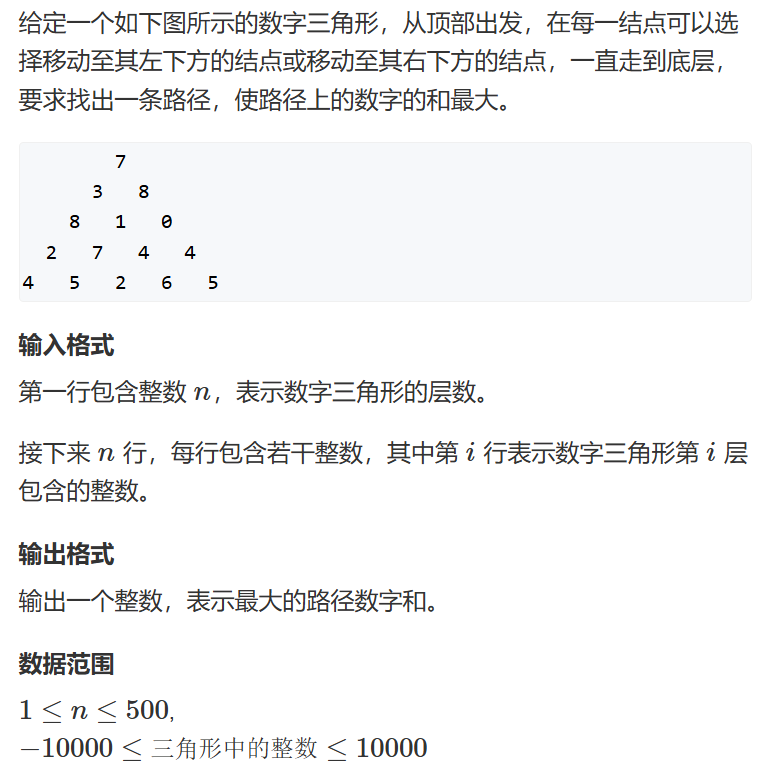 给定一个如下图所示的数字三角形，从顶部出发，在每一结点可以选
择移动至其左下方的结点或移动至其右下方的结点，一直走到底层，
要求找出一条路径，使路径上的数字的和最大。
7
3 8
8 1 0
2 7 4 4
4 5 2 6 5
输入格式
第一行包含整数 n，表示数字三角形的层数。
接下来 n 行，每行包含若干整数，其中第 i 行表示数字三角形第 i 层
包含的整数。
输出格式
输出一个整数，表示最大的路径数字和。
数据范围
1 ≤ n ≤ 500,
−10000 ≤ 三角形中的整数 ≤ 10000